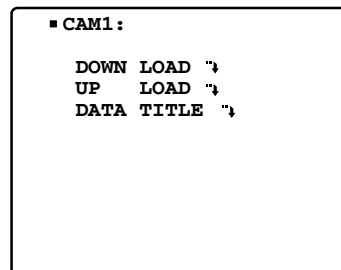 ■ CAM1:
DOWN LOAD ⤵
UP LOAD ⤵
DATA TITLE ⤵